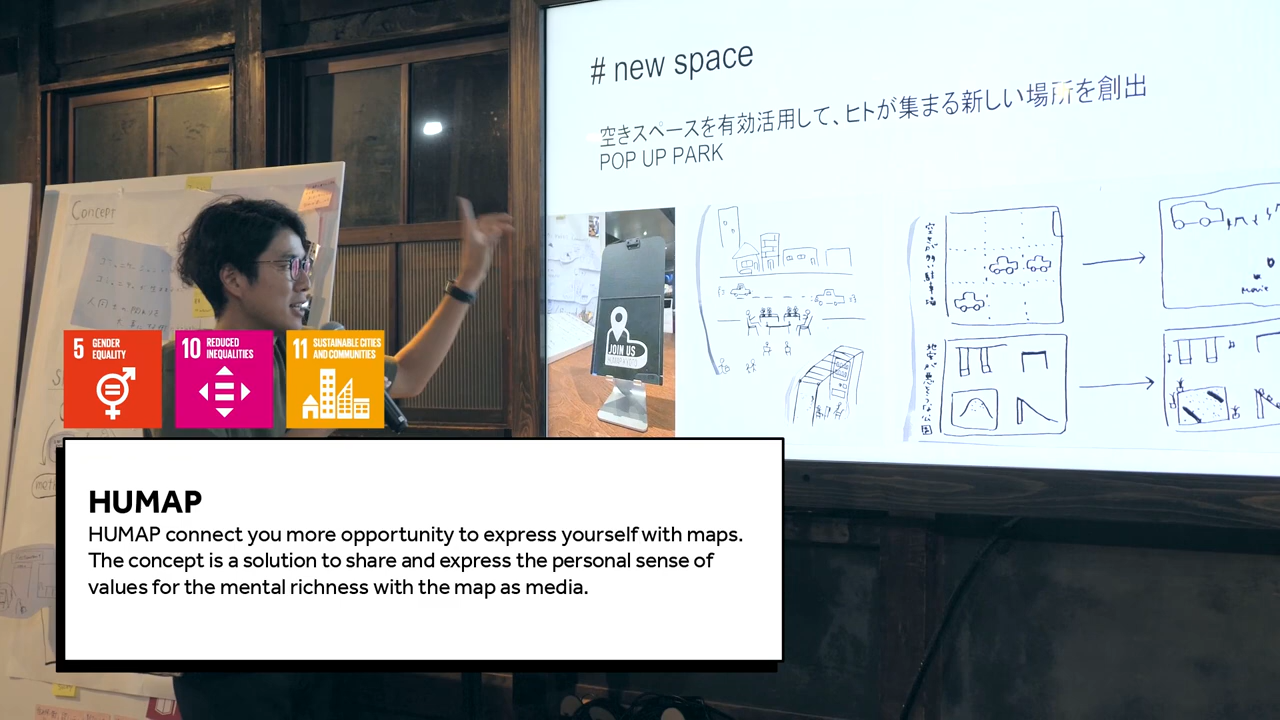 # new space
空きスペースを有効活用して、ヒトが集まる新しい場所を創出
POP UP PARK
Concept
JOIN US
Movie
5 GENDER
EQUALITY
10 REDUCED
INEQUALITIES
11 SUSTAINABLE CITIES
AND COMMUNITIES
HUMAP
HUMAP connect you more opportunity to express yourself with maps.
The concept is a solution to share and express the personal sense of
values for the mental richness with the map as media.